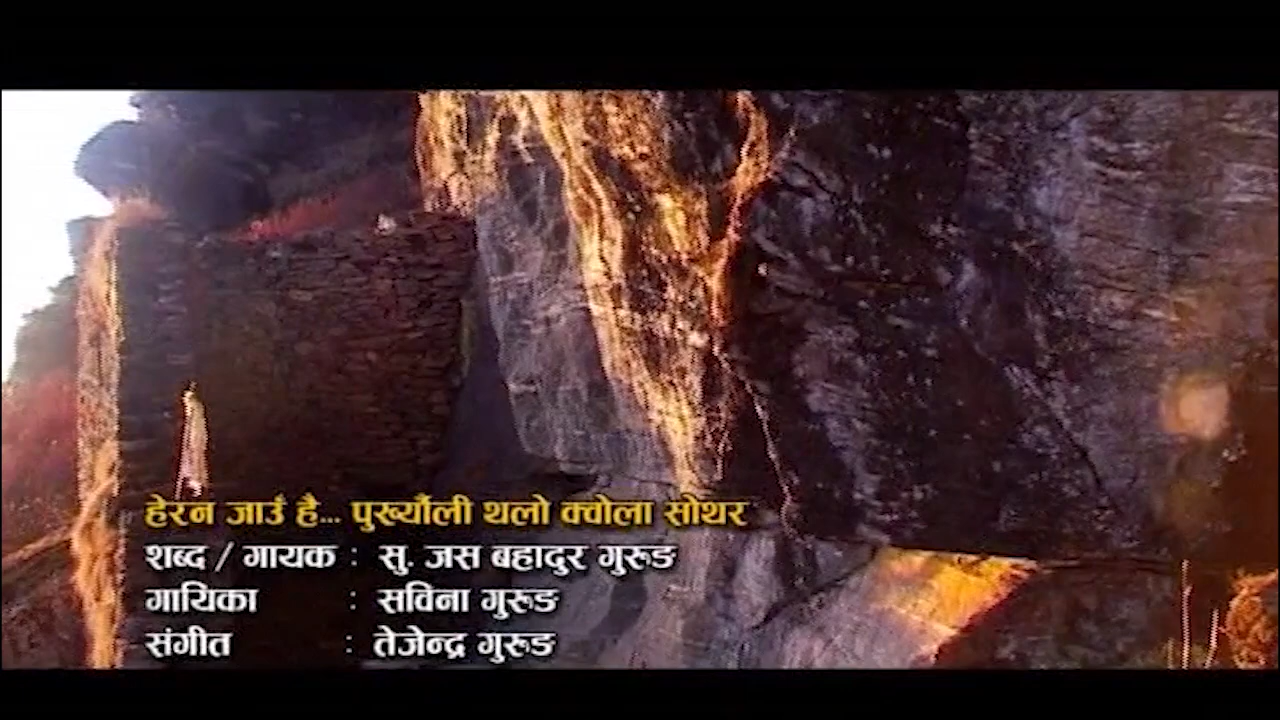 हेरन जाउँ है... पुर्ख्यौली थलो क्वोला सोथर
शब्द / गायक : सु. जस बहादुर गुरुङ
गायिका : सविना गुरुङ
संगीत : तेजेन्द्र गुरुङ